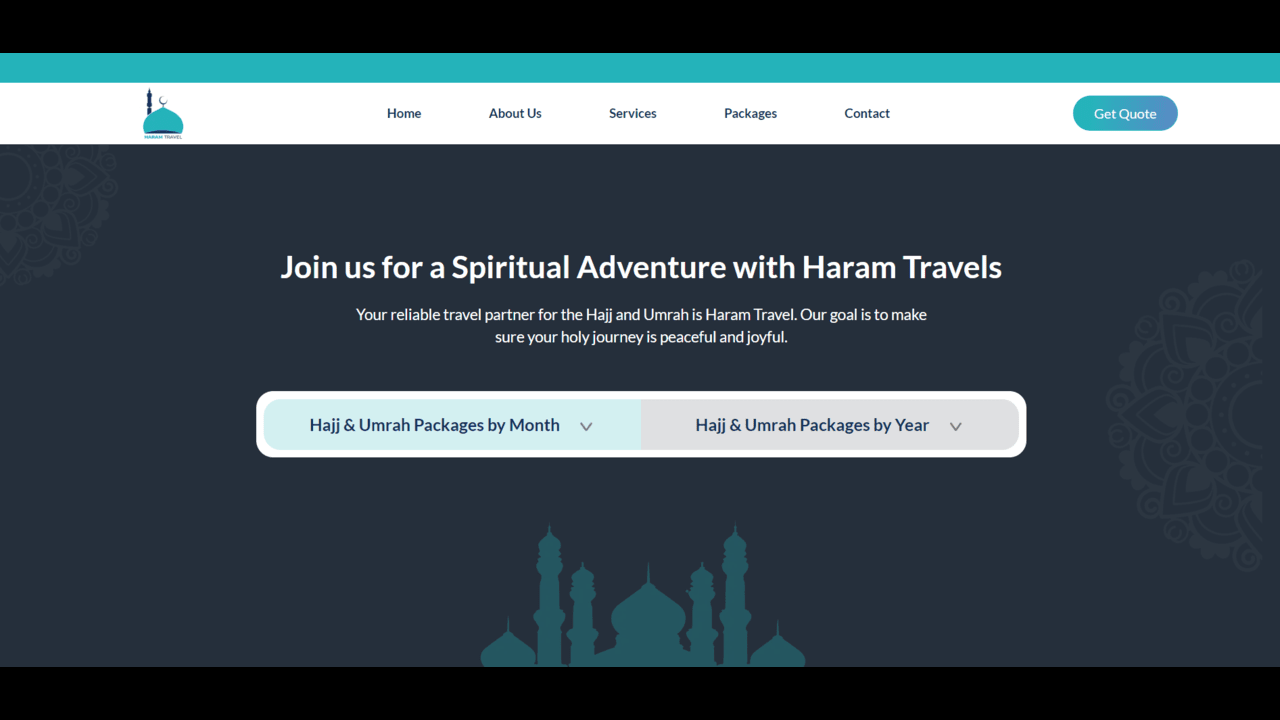 HARAM TRAVEL
Home
About Us
Services
Packages
Contact
Get Quote
Join us for a Spiritual Adventure with Haram Travels
Your reliable travel partner for the Hajj and Umrah is Haram Travel. Our goal is to make
sure your holy journey is peaceful and joyful.
Hajj & Umrah Packages by Month
Hajj & Umrah Packages by Year